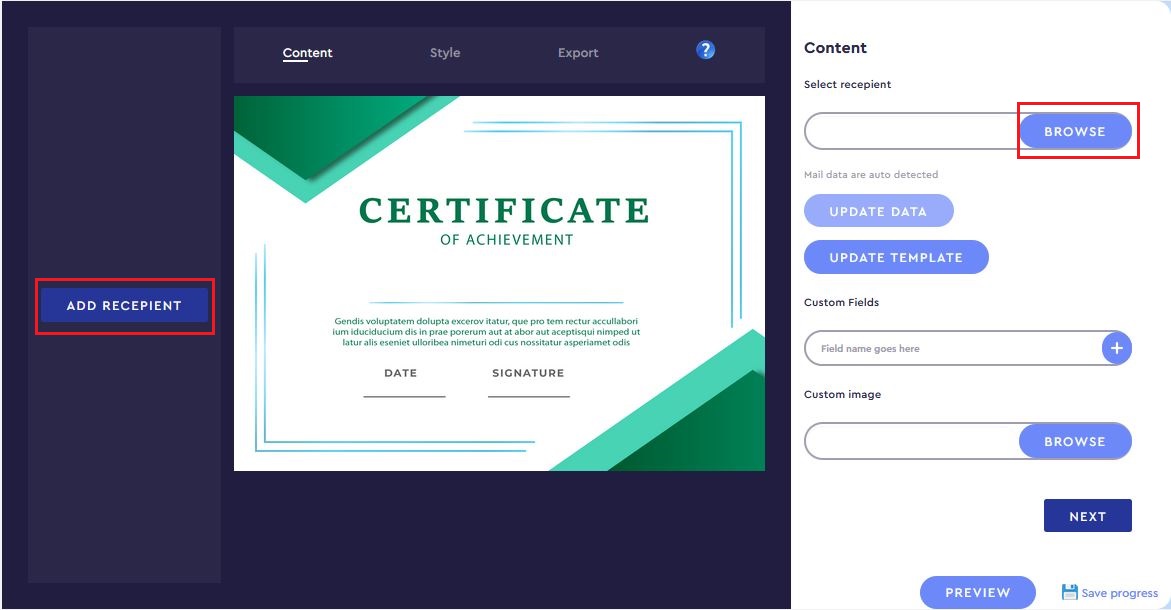 Content
Style
Export
?
ADD RECEPIENT
CERTIFICATE
OF ACHIEVEMENT
Gendis voluptatem dolupta excerov itatur, que pro tem rectur accullabori
ium iduciducium dis in prae porerum aut at abor aut aceptisqui nimped ut
latur alis eseniet ulloribea nimeturi odi cus nossitatur asperiamet odis
DATE
SIGNATURE
Content
Select recepient
BROWSE
Mail data are auto detected
UPDATE DATA
UPDATE TEMPLATE
Custom Fields
Field name goes here
+
Custom image
BROWSE
NEXT
PREVIEW
Save progress